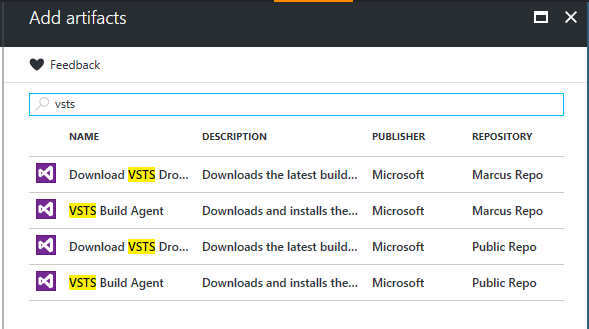 Add artifacts
Feedback
vsts
NAME DESCRIPTION PUBLISHER REPOSITORY
Download VSTS Dro... Downloads the latest build... Microsoft Marcus Repo
VSTS Build Agent Downloads and installs the... Microsoft Marcus Repo
Download VSTS Dro... Downloads the latest build... Microsoft Public Repo
VSTS Build Agent Downloads and installs the... Microsoft Public Repo